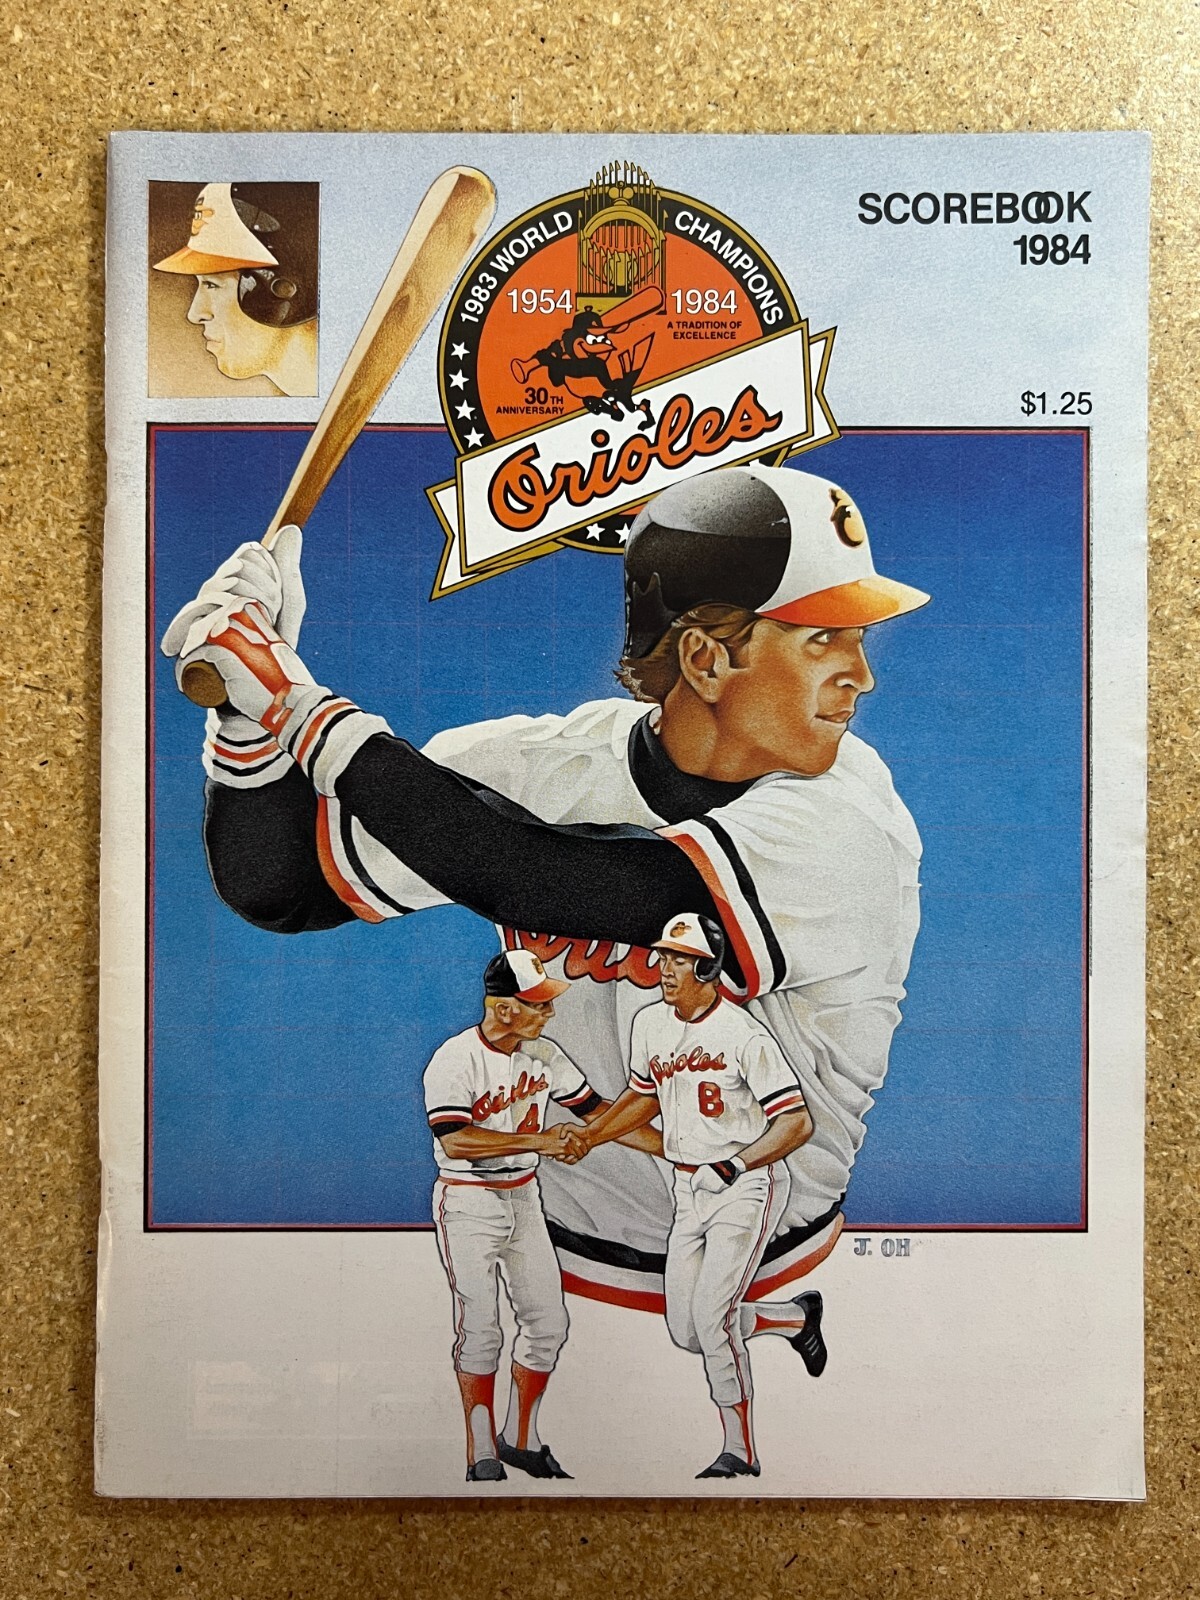 SCOREBOOK
1984
1983 WORLD CHAMPIONS
1954 1984
A TRADITION OF
EXCELLENCE
30TH
ANNIVERSARY
Orioles
$1.25
Orioles
4
Orioles
8
J. OH